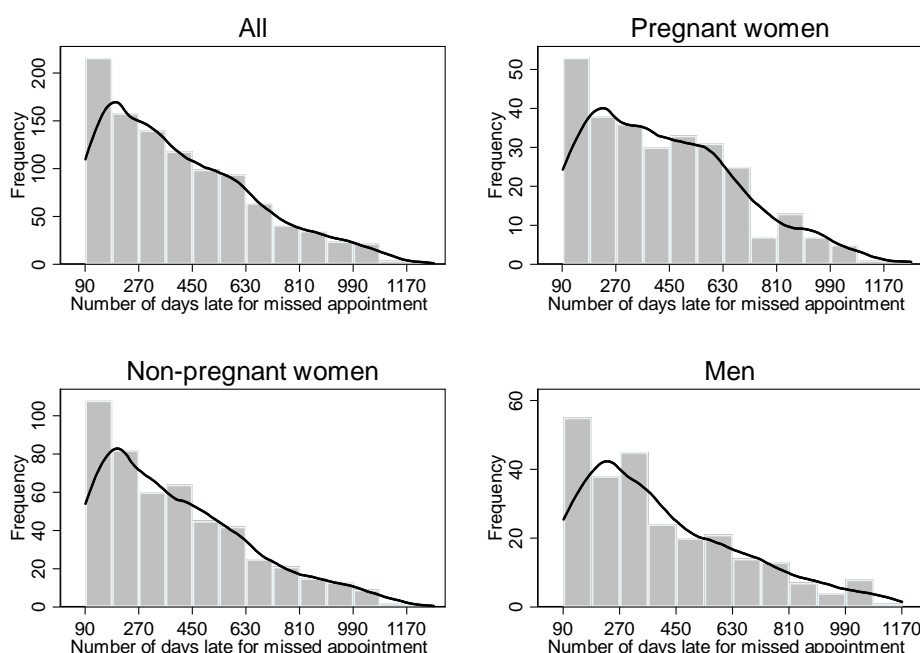 All
Pregnant women
Frequency
0 50 100 150 200
90 270 450 630 810 990 1170
Number of days late for missed appointment
Frequency
0 10 20 30 40 50
90 270 450 630 810 990 1170
Number of days late for missed appointment
Non-pregnant women
Men
Frequency
0 20 40 60 80 100
90 270 450 630 810 990 1170
Number of days late for missed appointment
Frequency
0 20 40 60
90 270 450 630 810 990 1170
Number of days late for missed appointment